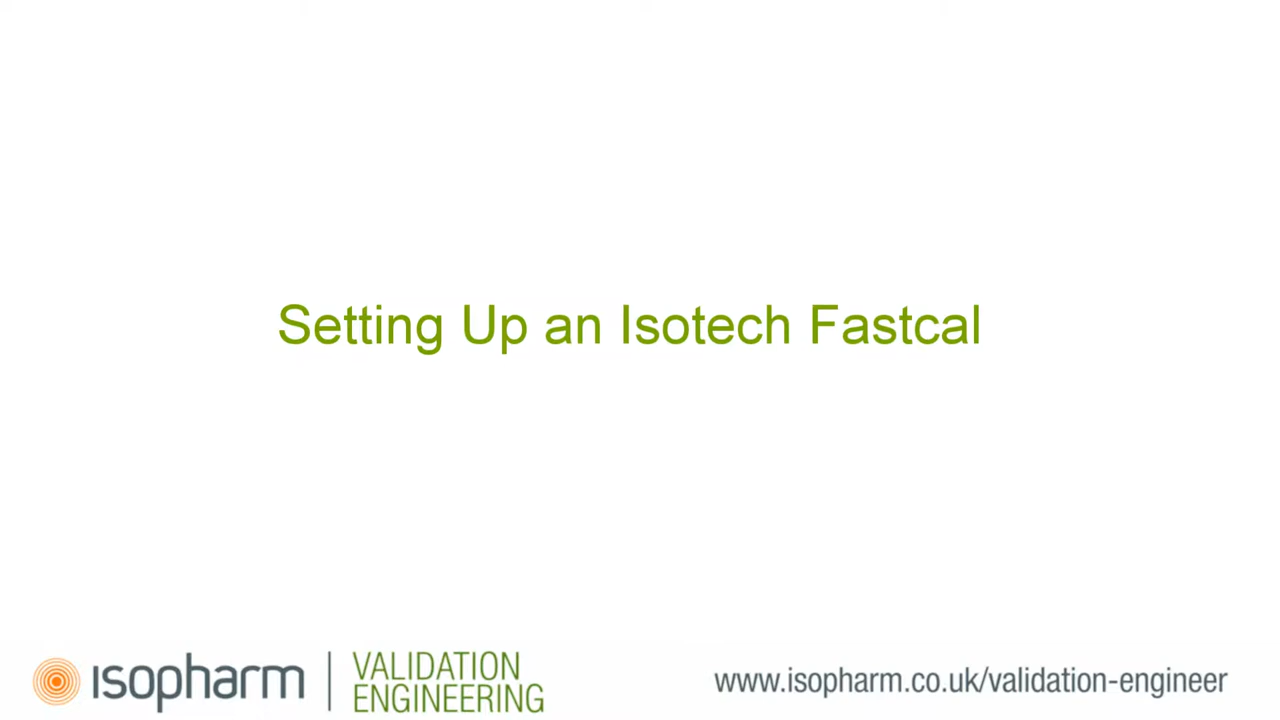 Setting Up an Isotech Fastcal
isopharm
VALIDATION
ENGINEERING
www.isopharm.co.uk/validation-engineer